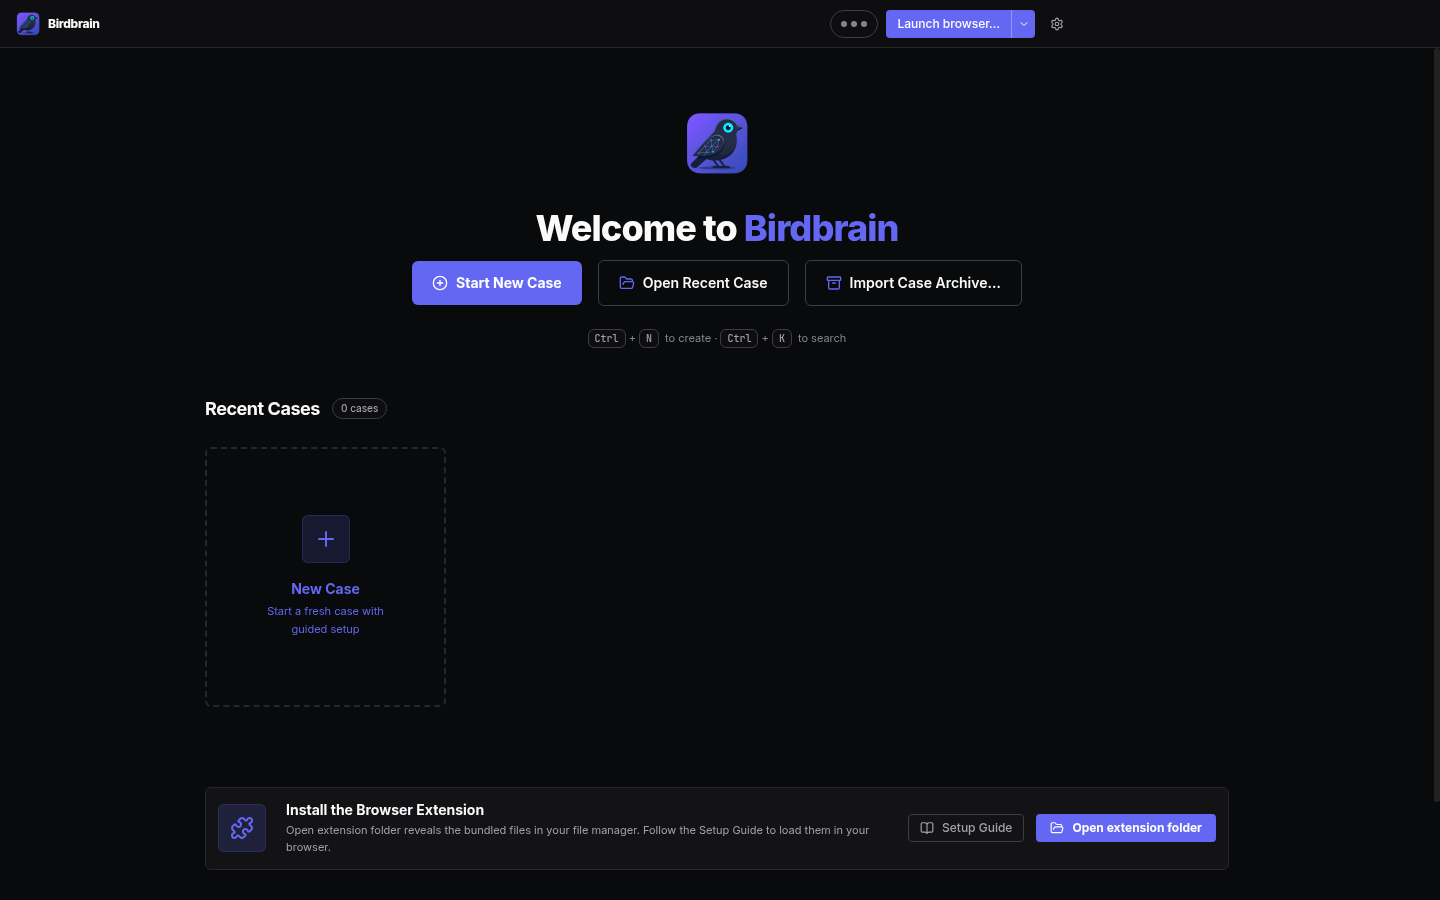 Birdbrain
Launch browser...
Welcome to Birdbrain
Start New Case
Open Recent Case
Import Case Archive...
Ctrl + N to create · Ctrl + K to search
Recent Cases
0 cases
New Case
Start a fresh case with
guided setup
Install the Browser Extension
Open extension folder reveals the bundled files in your file manager. Follow the Setup Guide to load them in your
browser.
Setup Guide
Open extension folder